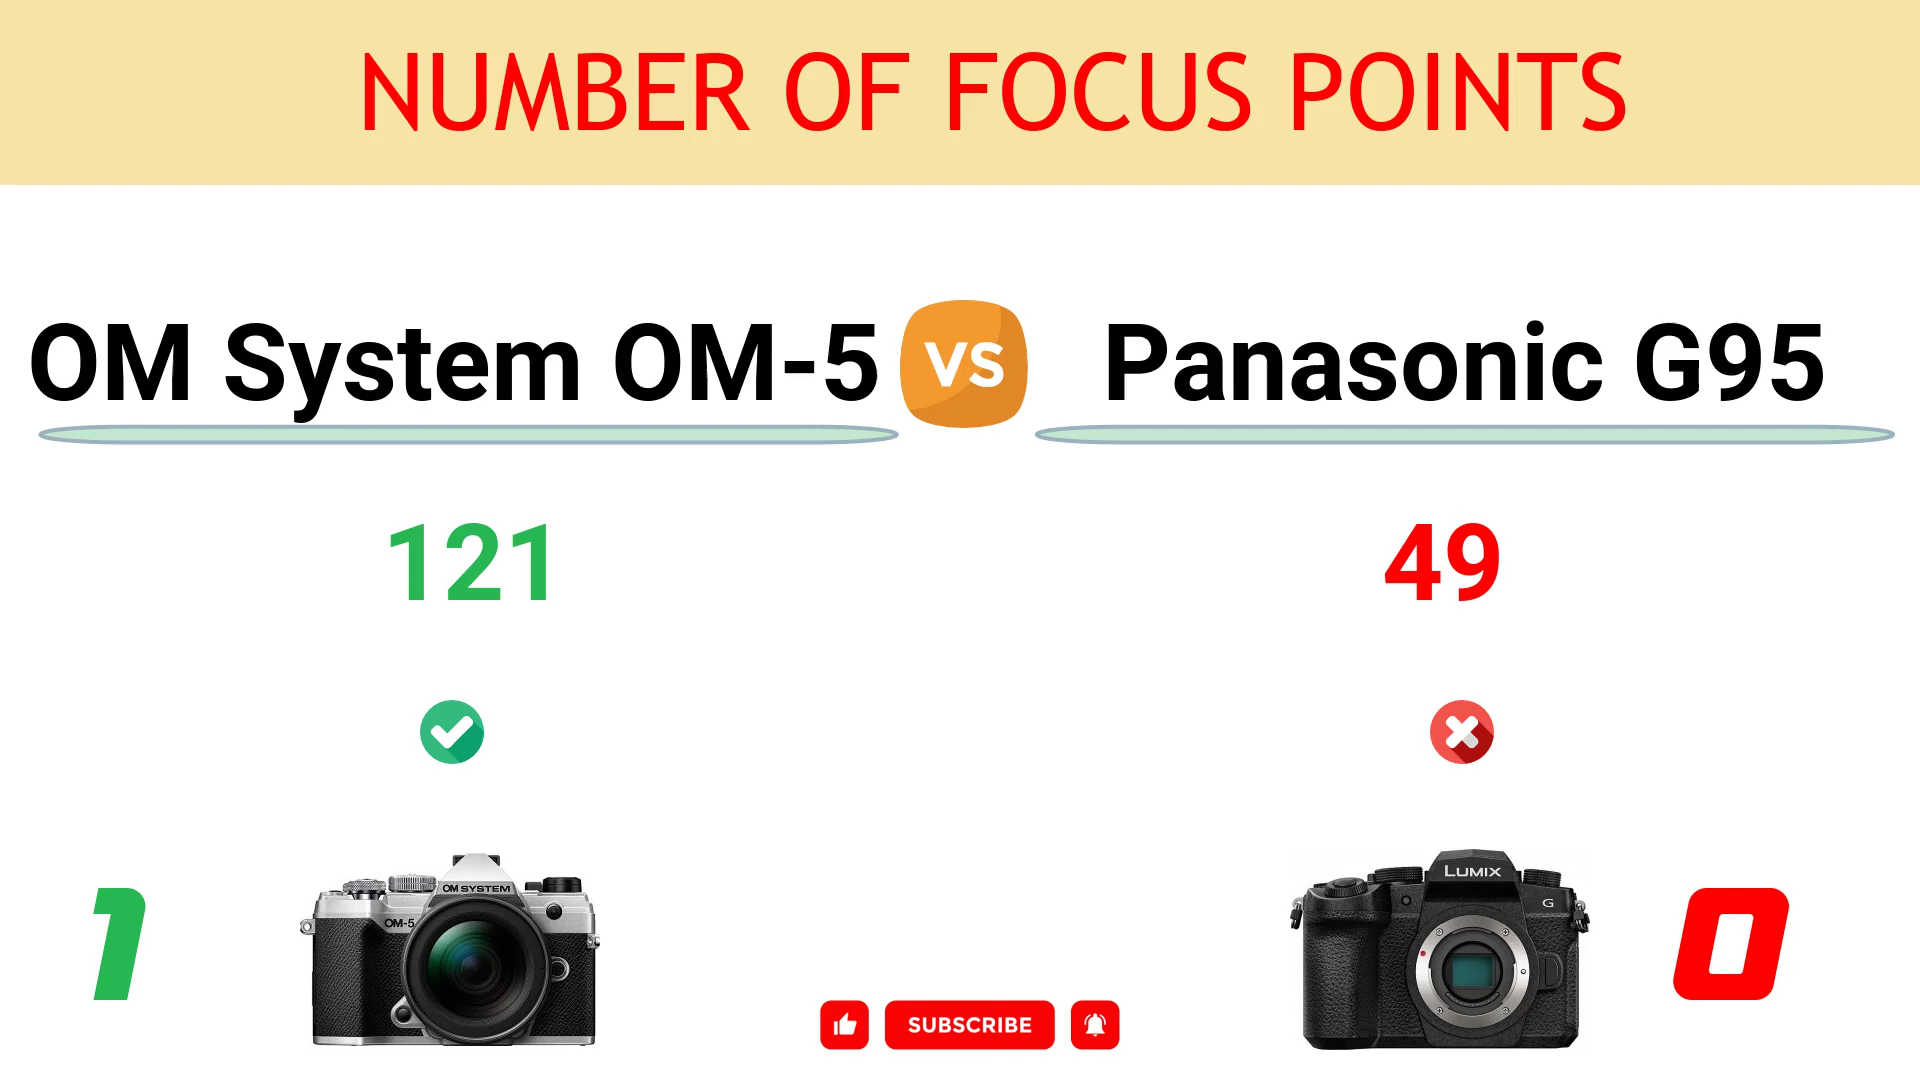 NUMBER OF FOCUS POINTS
OM System OM-5 VS Panasonic G95
121 49
1 0
OM SYSTEM
OM-5
LUMIX
G
SUBSCRIBE